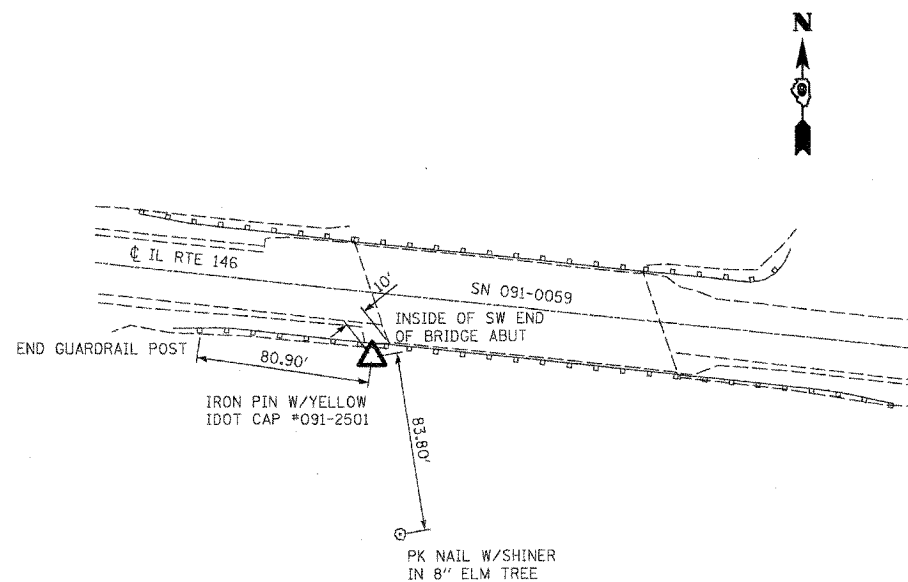 N
℄ IL RTE 146
10'
SN 091-0059
INSIDE OF SW END
OF BRIDGE ABUT
END GUARDRAIL POST
80.90'
IRON PIN W/YELLOW
IDOT CAP #091-2501
83.80'
PK NAIL W/SHINER
IN 8" ELM TREE